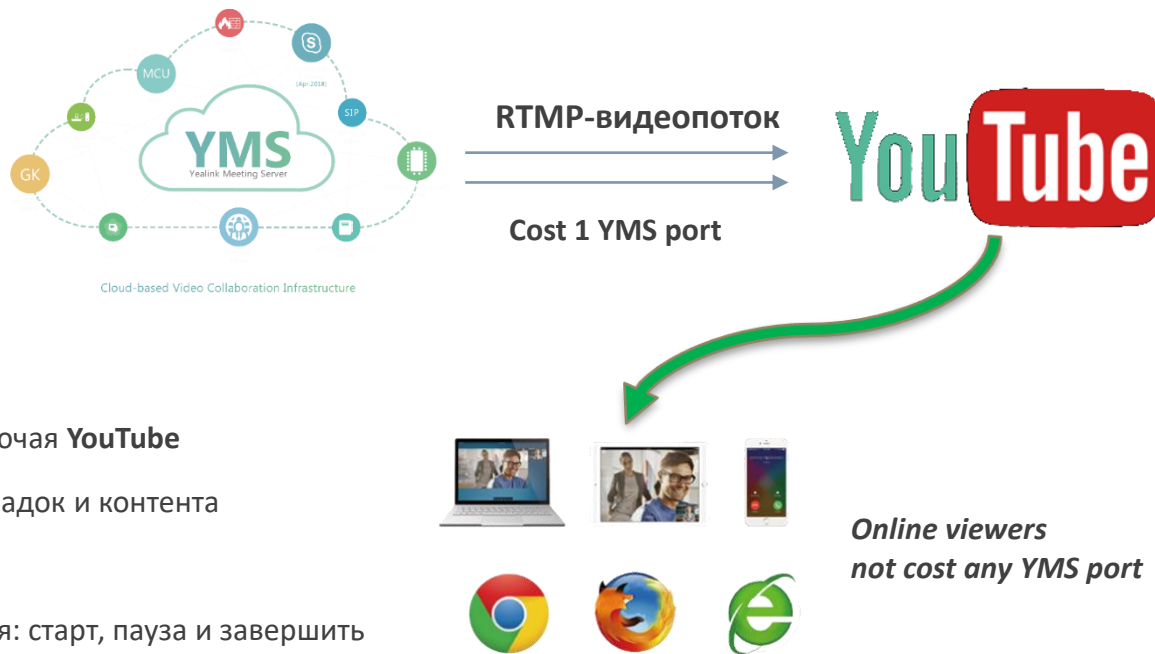 S
MCU
(Apr.2018)
SIP
YMS
Yealink Meeting Server
GK
Cloud-based Video Collaboration Infrastructure
RTMP-видеопоток
Cost 1 YMS port
YouTube
очая YouTube
адок и контента
я: старт, пауза и завершить
Online viewers
not cost any YMS port